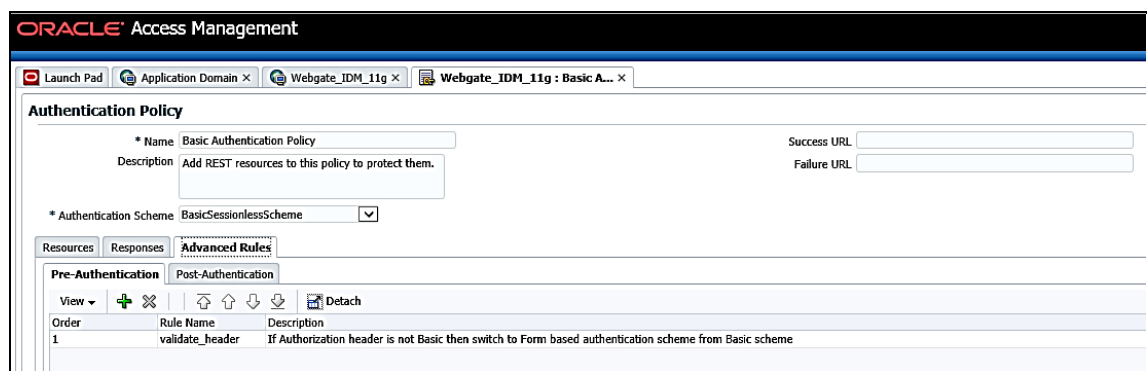 ORACLE Access Management
Launch Pad Application Domain × Webgate_IDM_11g × Webgate_IDM_11g : Basic A... ×
Authentication Policy
* Name Basic Authentication Policy Success URL
Description Add REST resources to this policy to protect them. Failure URL
* Authentication Scheme BasicSessionlessScheme
Resources Responses Advanced Rules
Pre-Authentication Post-Authentication
View Detach
Order Rule Name Description
1 validate_header If Authorization header is not Basic then switch to Form based authentication scheme from Basic scheme